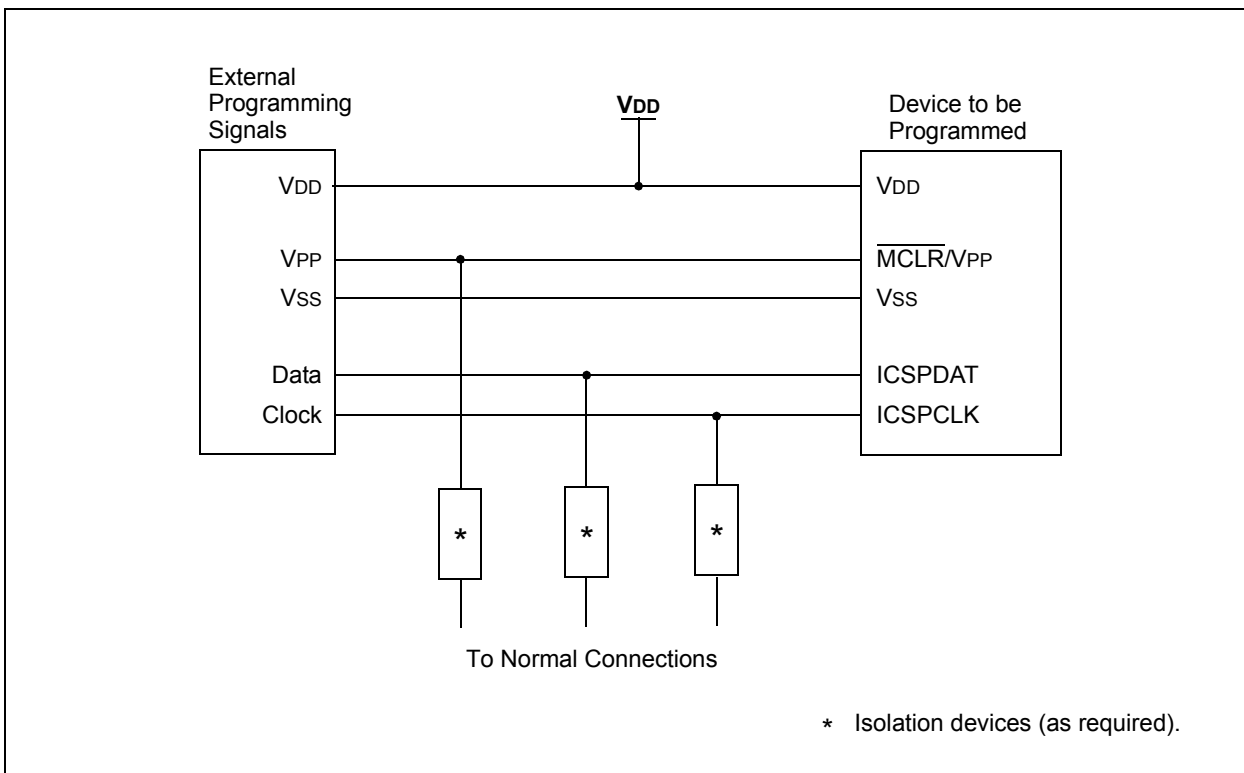 External
Programming
Signals
VDD
Device to be
Programmed
VDD
VDD
VPP
MCLR/VPP
VSS
VSS
Data
ICSPDAT
Clock
ICSPCLK
*
*
*
To Normal Connections
* Isolation devices (as required).